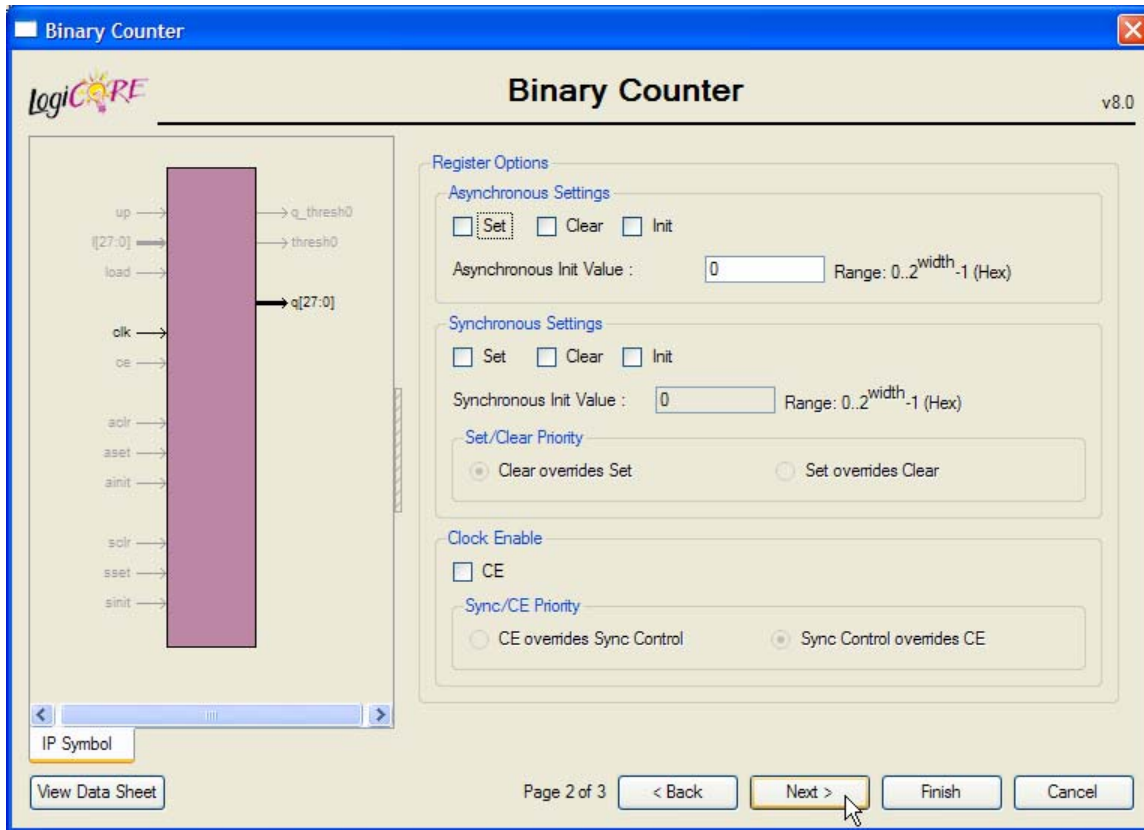 Binary Counter
LogiCORE
Binary Counter
v8.0
up
l[27:0]
load
clk
ce
aclr
aset
ainit
sclr
sset
sinit
q_thresh0
thresh0
q[27:0]
IP Symbol
Register Options
Asynchronous Settings
Set Clear Init
Asynchronous Init Value : 0 Range: 0..2^width-1 (Hex)
Synchronous Settings
Set Clear Init
Synchronous Init Value : 0 Range: 0..2^width-1 (Hex)
Set/Clear Priority
Clear overrides Set Set overrides Clear
Clock Enable
CE
Sync/CE Priority
CE overrides Sync Control Sync Control overrides CE
View Data Sheet Page 2 of 3 < Back Next > Finish Cancel